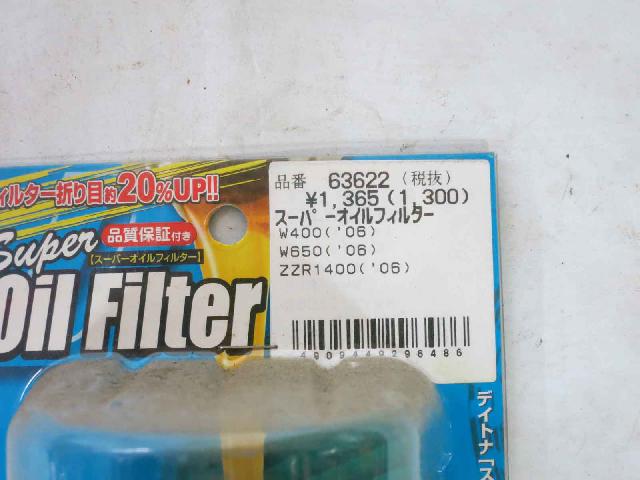 ィルター折り目約20%UP!!
Super
品質保証付き
【スーパーオイルフィルター】
Oil Filter
品番 63622 (税抜)
¥1,365(1,300)
スーパーオイルフィルター
W400('06)
W650('06)
ZZR1400('06)
4909449296486
デイトナ「ス